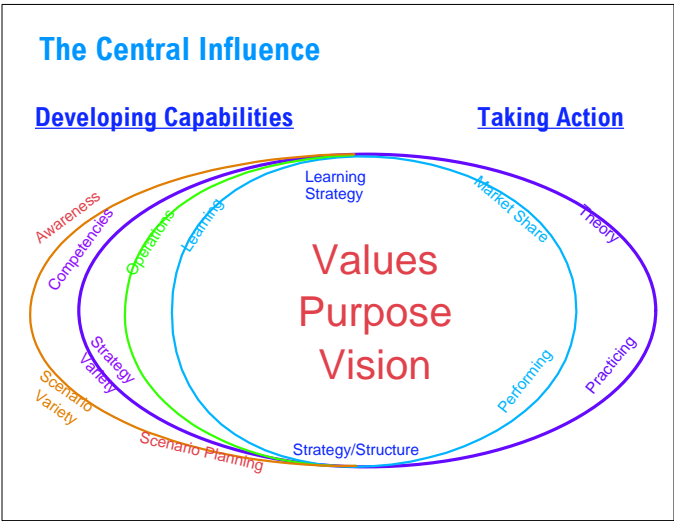 The Central Influence
Developing Capabilities
Taking Action
Learning
Strategy
Awareness
Competencies
Operations
Learning
Market Share
Theory
Values
Purpose
Vision
Strategy
Variety
Scenario
Variety
Scenario Planning
Strategy/Structure
Performing
Practicing